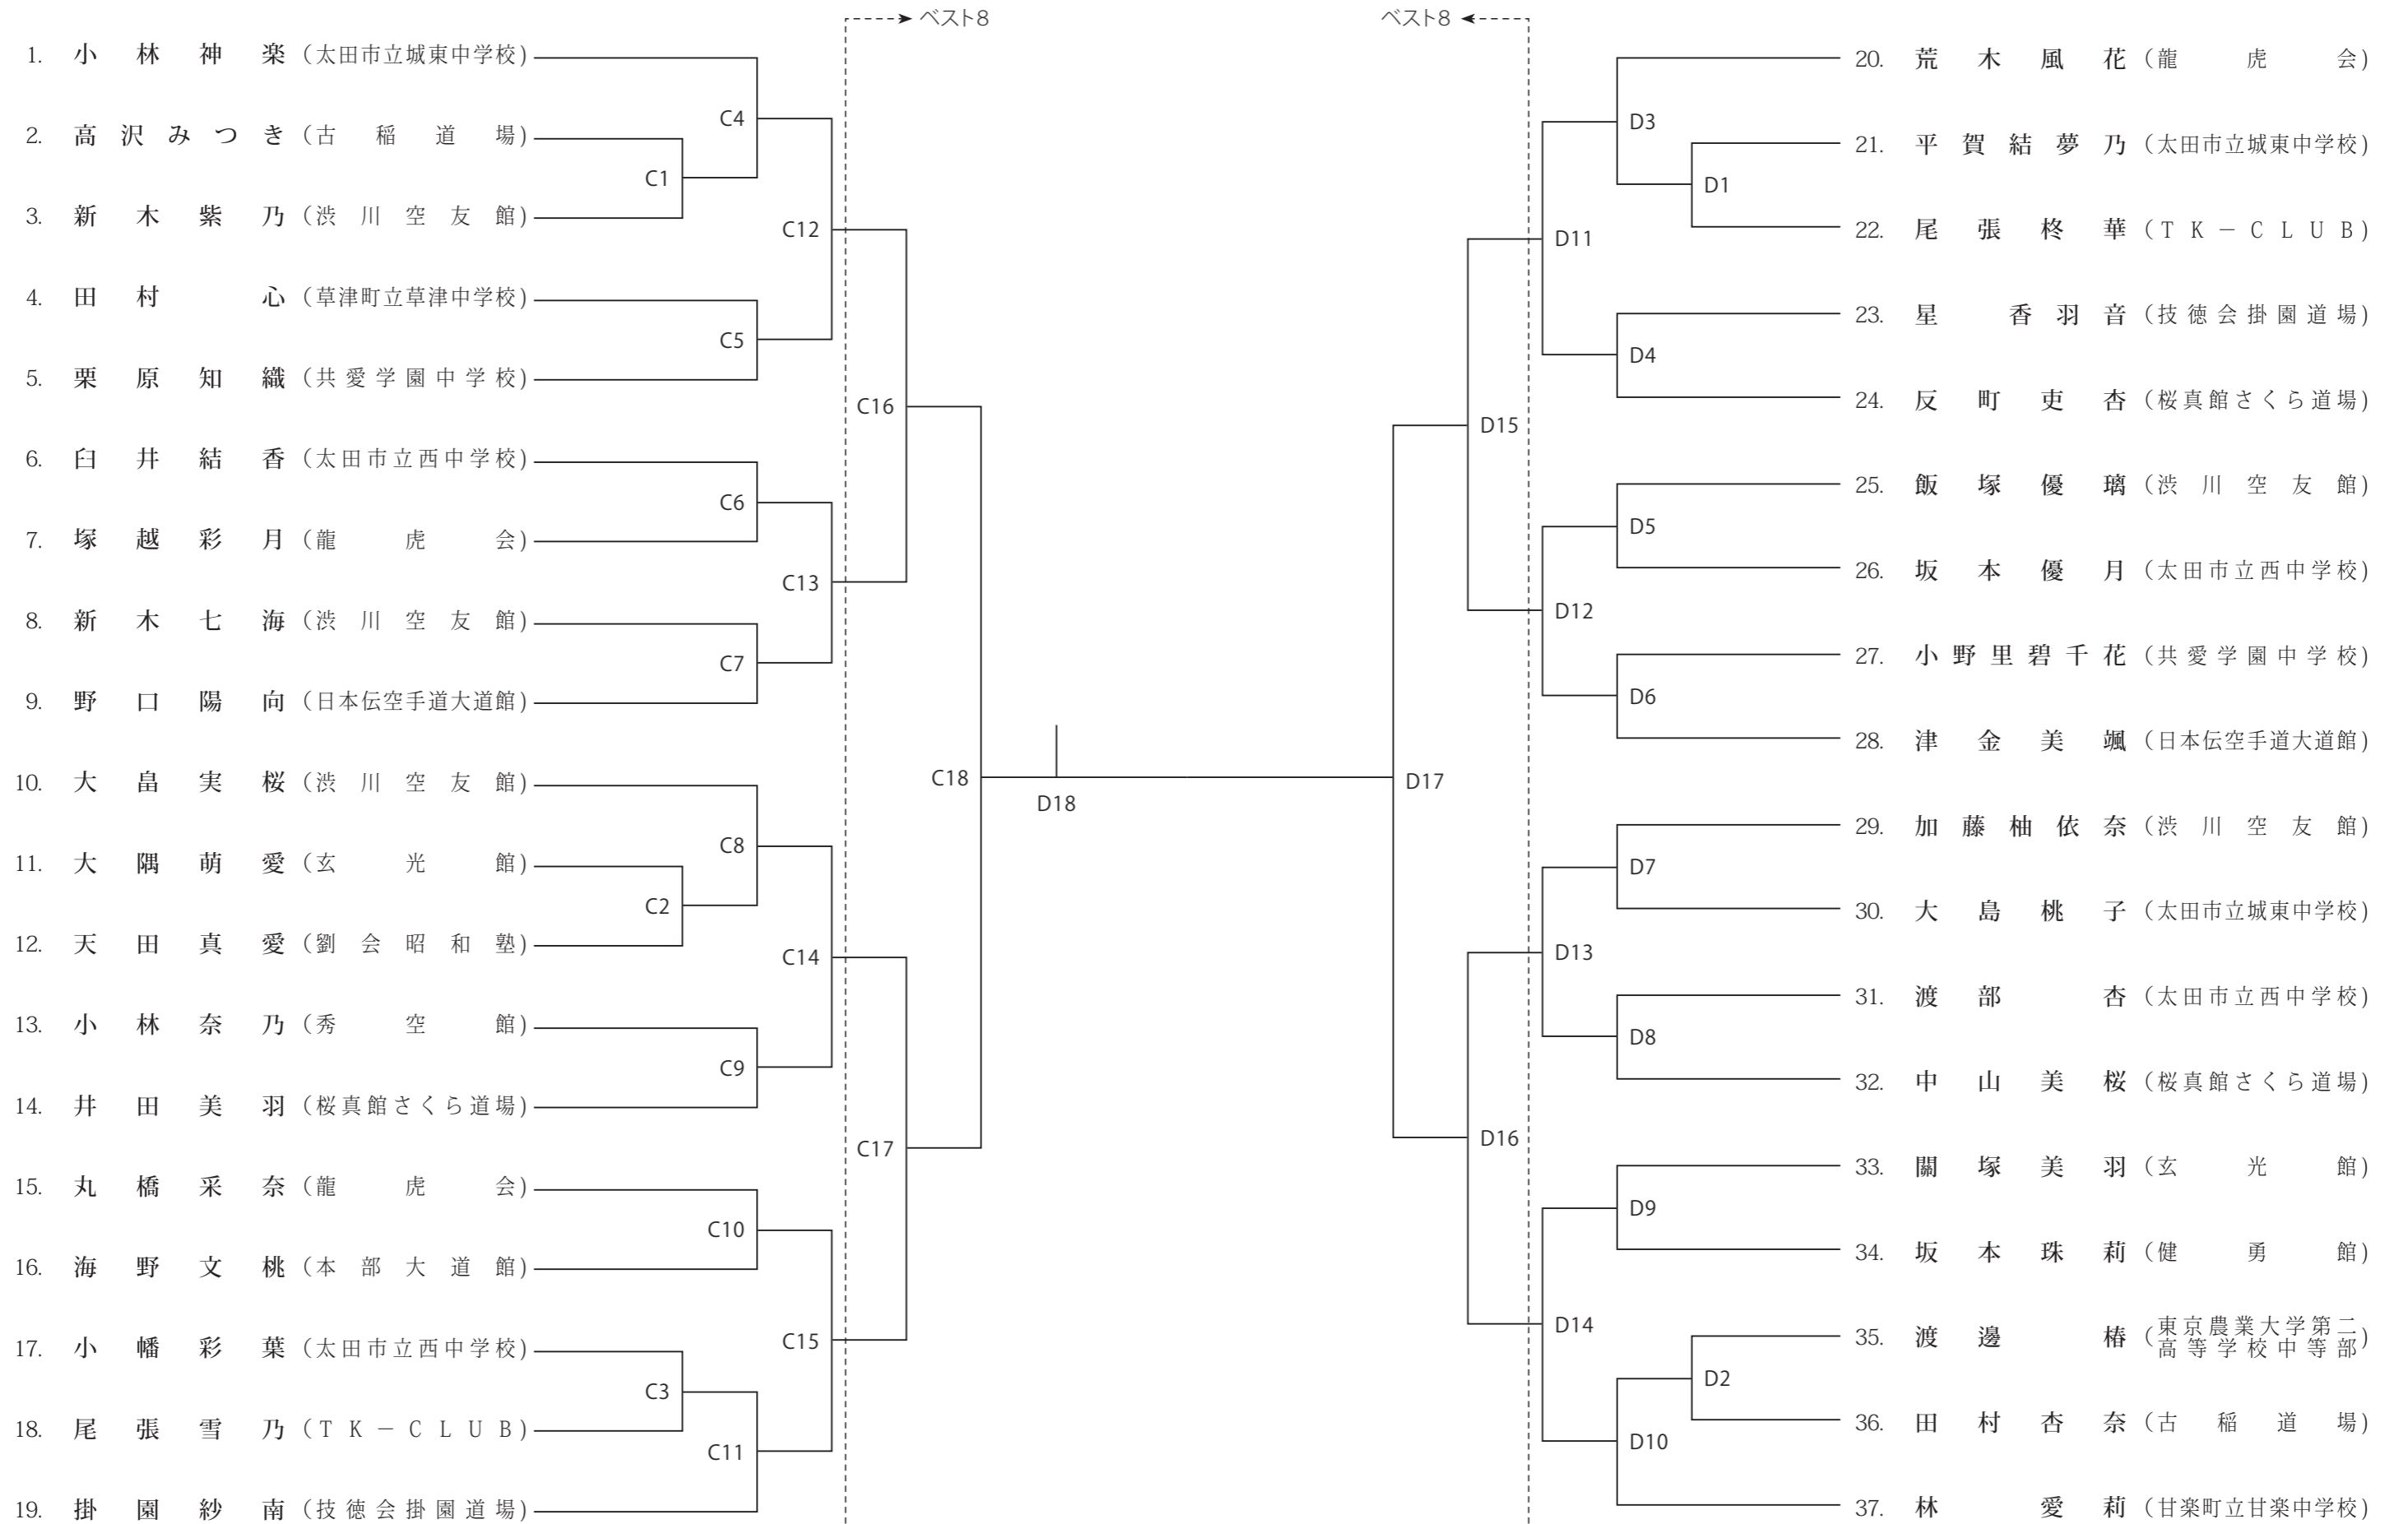 ベスト8
ベスト8
1. 小林神楽（太田市立城東中学校）
2. 高沢みつき（古稲道場）
3. 新木紫乃（渋川空友館）
4. 田村心（草津町立草津中学校）
5. 栗原知織（共愛学園中学校）
6. 臼井結香（太田市立西中学校）
7. 塚越彩月（龍虎会）
8. 新木七海（渋川空友館）
9. 野口陽向（日本伝空手道大道館）
10. 大畠実桜（渋川空友館）
11. 大隅萌愛（玄光館）
12. 天田真愛（劉会昭和塾）
13. 小林奈乃（秀空館）
14. 井田美羽（桜真館さくら道場）
15. 丸橋采奈（龍虎会）
16. 海野文桃（本部大道館）
17. 小幡彩葉（太田市立西中学校）
18. 尾張雪乃（TK－CLUB）
19. 掛園紗南（技徳会掛園道場）
C1
C2
C3
C4
C5
C6
C7
C8
C9
C10
C11
C12
C13
C14
C15
C16
C17
C18
D18
D17
D15
D16
D11
D12
D13
D14
D3
D4
D5
D6
D7
D8
D9
D10
D1
D2
20. 荒木風花（龍虎会）
21. 平賀結夢乃（太田市立城東中学校）
22. 尾張柊華（TK－CLUB）
23. 星香羽音（技徳会掛園道場）
24. 反町吏杏（桜真館さくら道場）
25. 飯塚優璃（渋川空友館）
26. 坂本優月（太田市立西中学校）
27. 小野里碧千花（共愛学園中学校）
28. 津金美颯（日本伝空手道大道館）
29. 加藤柚依奈（渋川空友館）
30. 大島桃子（太田市立城東中学校）
31. 渡部杏（太田市立西中学校）
32. 中山美桜（桜真館さくら道場）
33. 關塚美羽（玄光館）
34. 坂本珠莉（健勇館）
35. 渡邊椿（東京農業大学第二
高等学校中等部）
36. 田村杏奈（古稲道場）
37. 林愛莉（甘楽町立甘楽中学校）